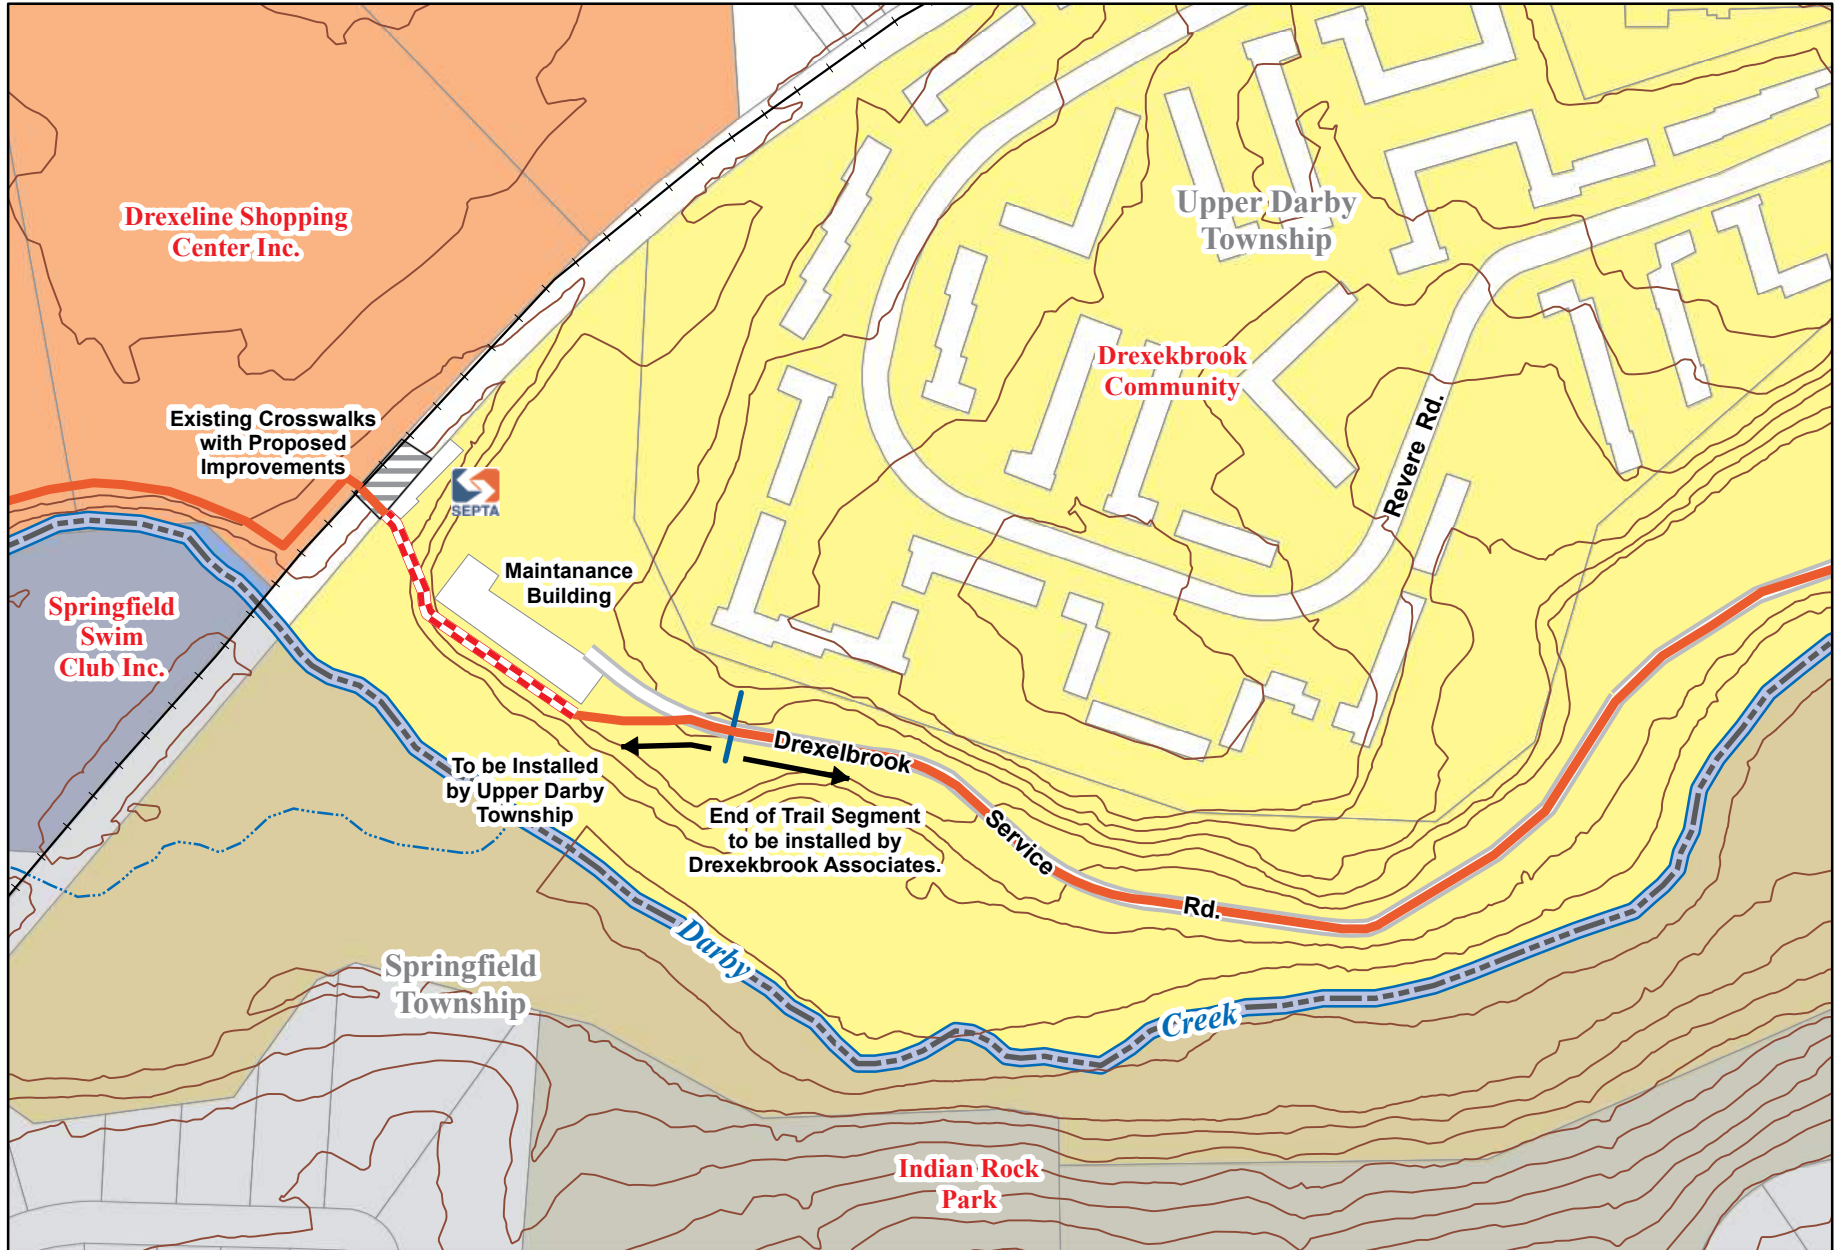 Drexeline Shopping
Center Inc.
Upper Darby
Township
Drexekbrook
Community
Existing Crosswalks
with Proposed
Improvements
SEPTA
Revere Rd.
Maintanance
Building
Springfield
Swim
Club Inc.
To be Installed
by Upper Darby
Township
Drexelbrook
Service
Rd.
End of Trail Segment
to be installed by
Drexekbrook Associates.
Darby
Creek
Springfield
Township
Indian Rock
Park